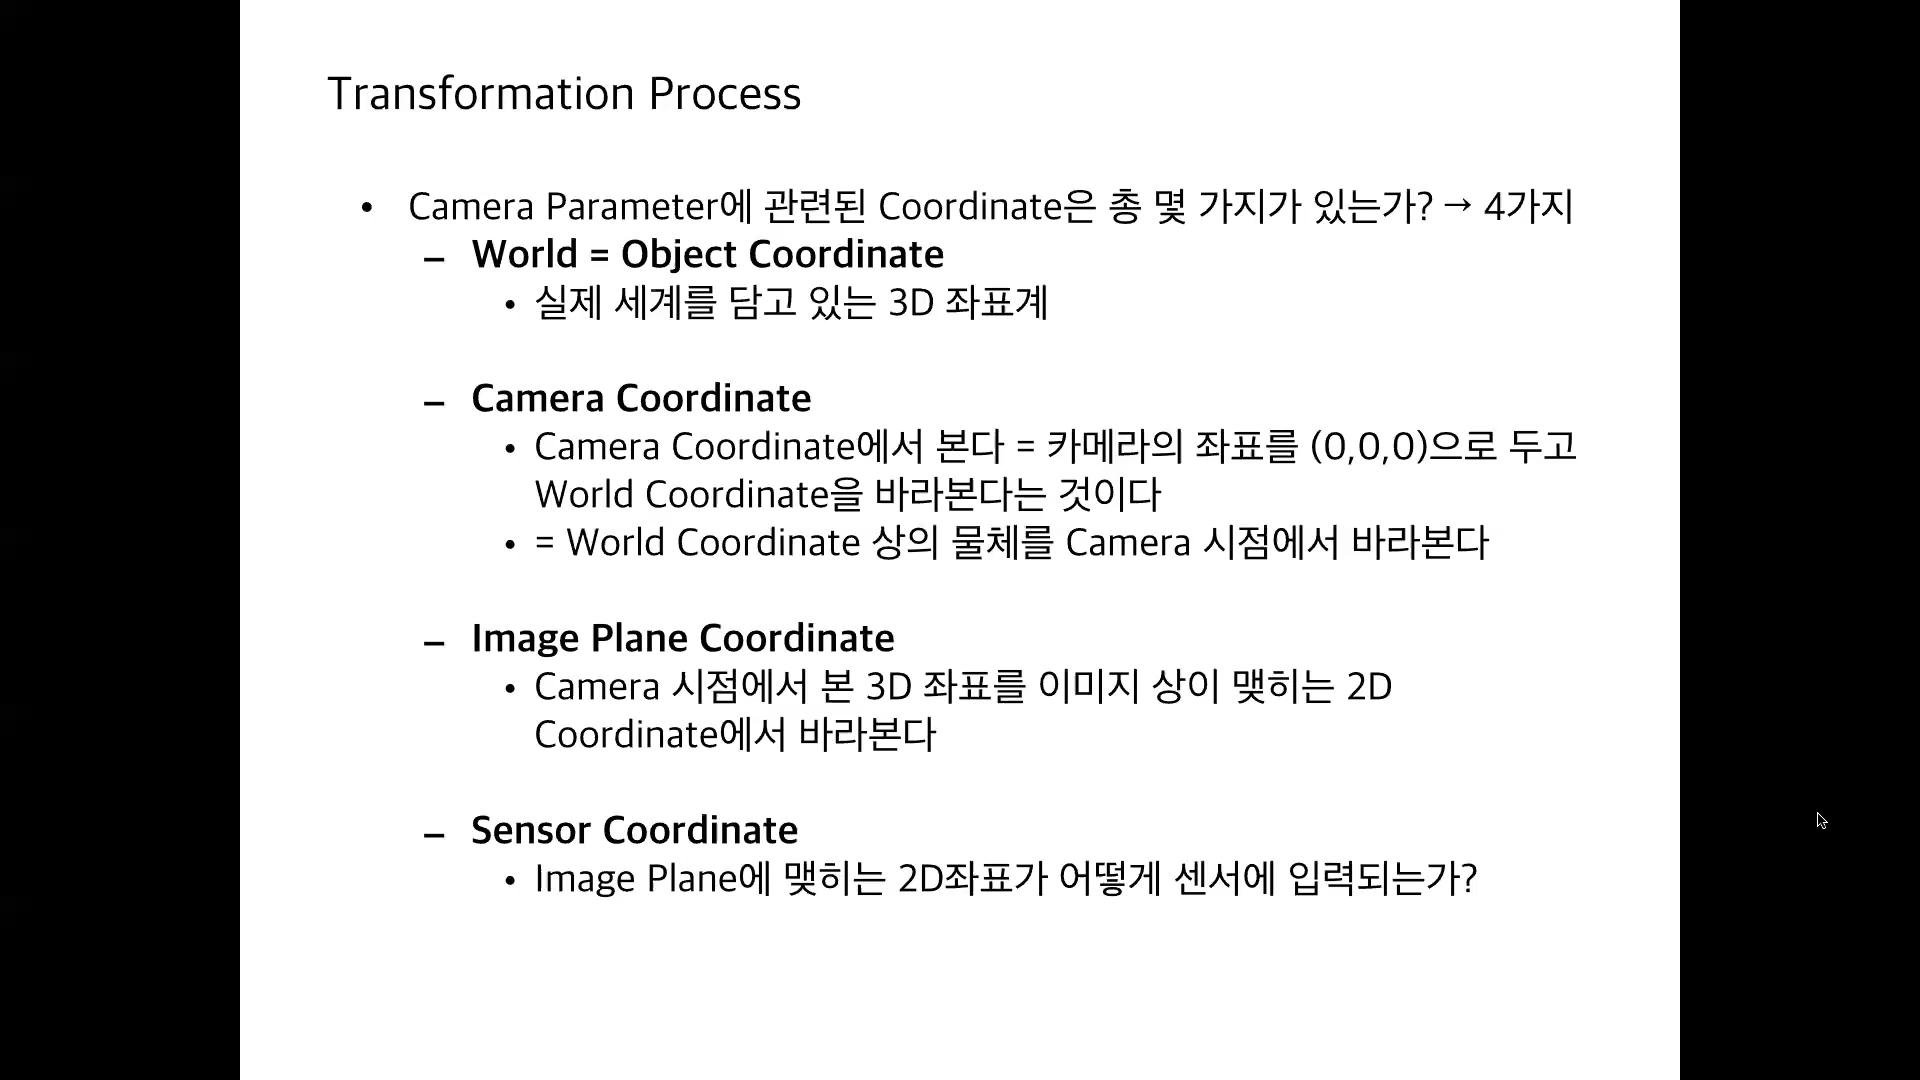 Transformation Process
• Camera Parameter에 관련된 Coordinate은 총 몇 가지가 있는가? → 4가지
– World = Object Coordinate
• 실제 세계를 담고 있는 3D 좌표계
– Camera Coordinate
• Camera Coordinate에서 본다 = 카메라의 좌표를 (0,0,0)으로 두고
World Coordinate을 바라본다는 것이다
• = World Coordinate 상의 물체를 Camera 시점에서 바라본다
– Image Plane Coordinate
• Camera 시점에서 본 3D 좌표를 이미지 상이 맺히는 2D
Coordinate에서 바라본다
– Sensor Coordinate
• Image Plane에 맺히는 2D좌표가 어떻게 센서에 입력되는가?